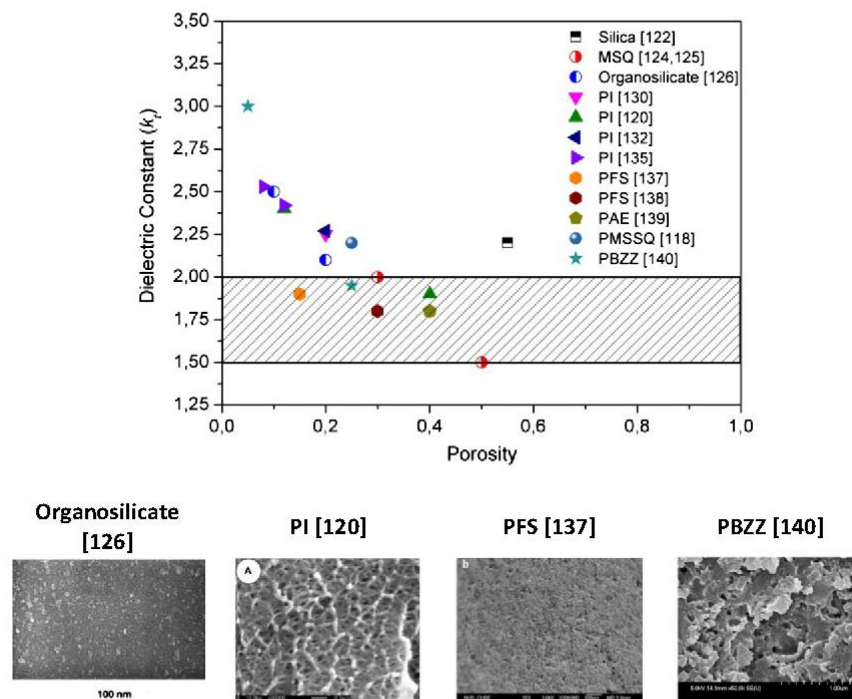 3,50
3,25
3,00
2,75
2,50
2,25
2,00
1,75
1,50
1,25
Dielectric Constant (kᵣ)
0,0
0,2
0,4
0,6
0,8
1,0
Porosity
Silica [122]
MSQ [124,125]
Organosilicate [126]
PI [130]
PI [120]
PI [132]
PI [135]
PFS [137]
PFS [138]
PAE [139]
PMSSQ [118]
PBZZ [140]
Organosilicate
[126]
PI [120]
PFS [137]
PBZZ [140]
A
b
100 nm
1.00um